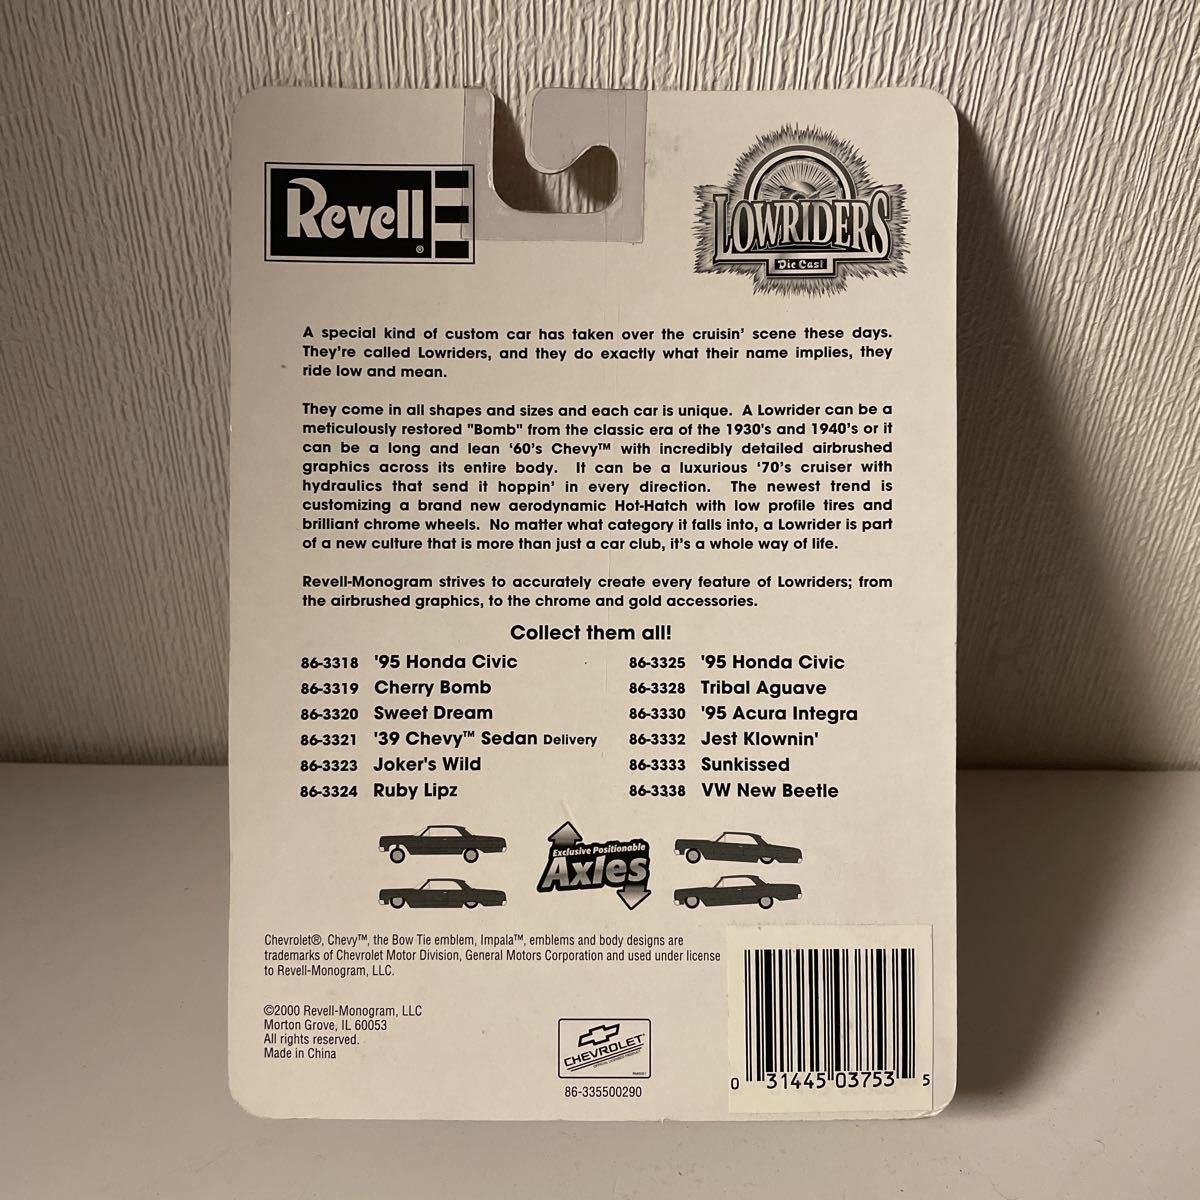 Revell®
LOWRIDERS
Die Cast
A special kind of custom car has taken over the cruisin' scene these days.
They're called Lowriders, and they do exactly what their name implies, they
ride low and mean.
They come in all shapes and sizes and each car is unique. A Lowrider can be a
meticulously restored "Bomb" from the classic era of the 1930's and 1940's or it
can be a long and lean '60's Chevy™ with incredibly detailed airbrushed
graphics across its entire body. It can be a luxurious '70's cruiser with
hydraulics that send it hoppin' in every direction. The newest trend is
customizing a brand new aerodynamic Hot-Hatch with low profile tires and
brilliant chrome wheels. No matter what category it falls into, a Lowrider is part
of a new culture that is more than just a car club, it's a whole way of life.
Revell-Monogram strives to accurately create every feature of Lowriders; from
the airbrushed graphics, to the chrome and gold accessories.
Collect them all!
86-3318 '95 Honda Civic
86-3319 Cherry Bomb
86-3320 Sweet Dream
86-3321 '39 Chevy™ Sedan Delivery
86-3323 Joker's Wild
86-3324 Ruby Lipz
86-3325 '95 Honda Civic
86-3328 Tribal Aguave
86-3330 '95 Acura Integra
86-3332 Jest Klownin'
86-3333 Sunkissed
86-3338 VW New Beetle
Exclusive Positionable
Axles
Chevrolet®, Chevy™, the Bow Tie emblem, Impala™, emblems and body designs are
trademarks of Chevrolet Motor Division, General Motors Corporation and used under license
to Revell-Monogram, LLC.
©2000 Revell-Monogram, LLC
Morton Grove, IL 60053
All rights reserved.
Made in China
CHEVROLET
86-335500290
0 31445 03753 5